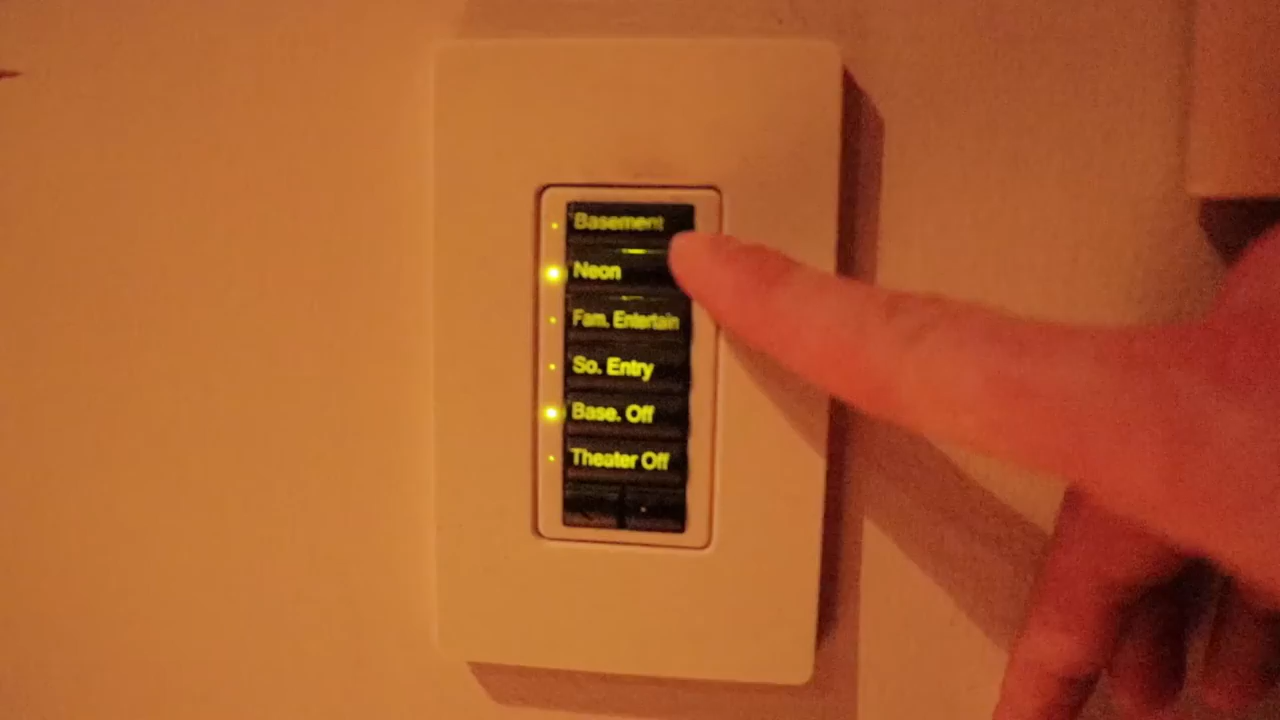 Basement
Neon
Fam. Entertain
So. Entry
Base. Off
Theater Off